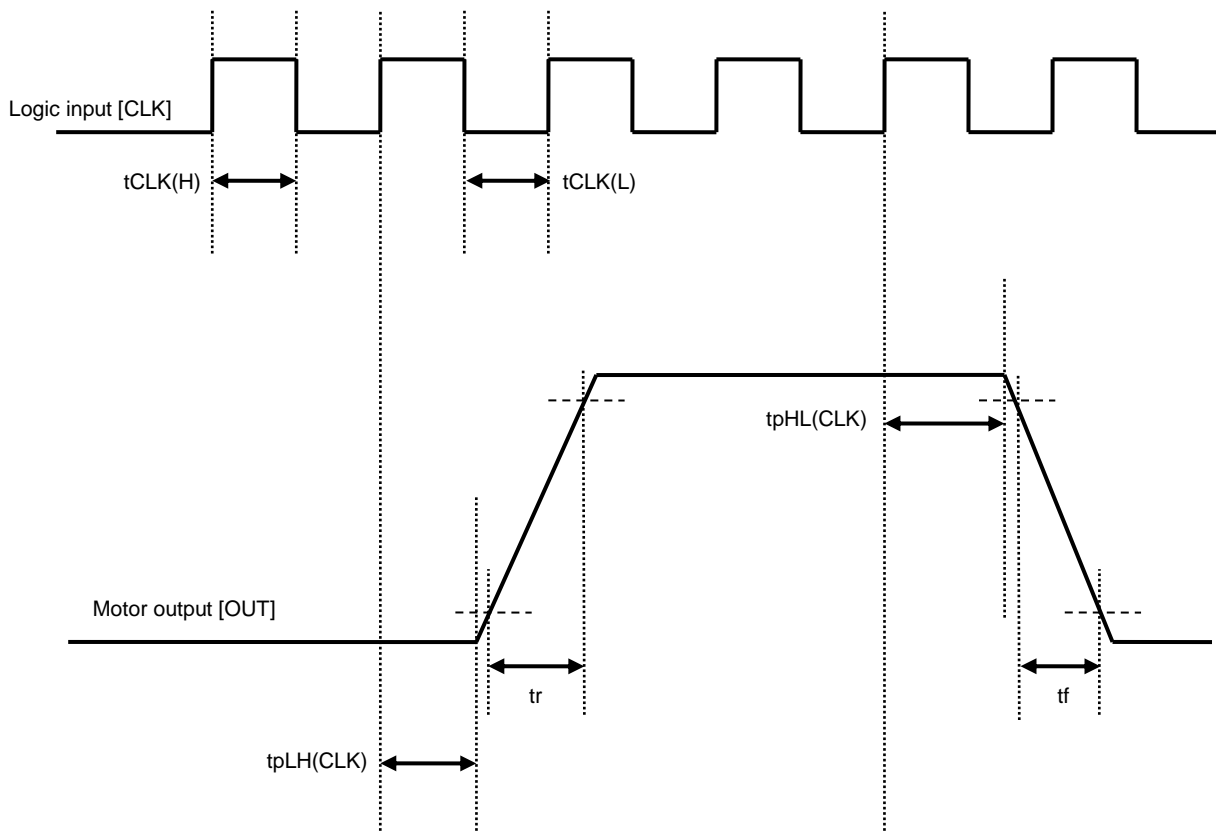 Logic input [CLK]
tCLK(H)
tCLK(L)
tpHL(CLK)
Motor output [OUT]
tr
tf
tpLH(CLK)